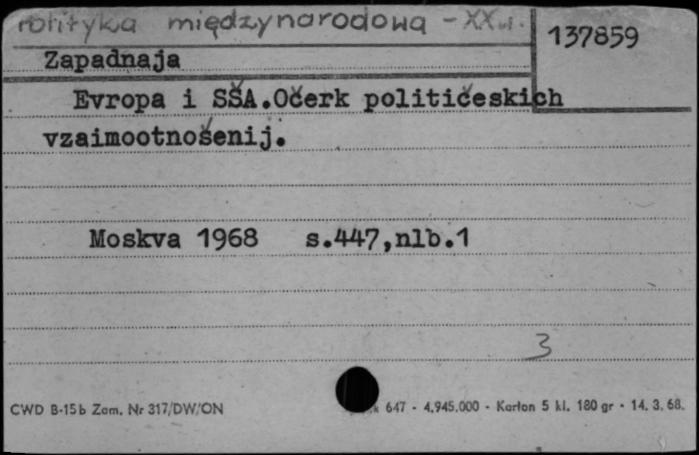 Polityka międzynarodowa - XX w.
137859
Zapadnaja
Evropa i SŠA.Očerk političeskich
vzaimootnošenij.
Moskva 1968 s.447,nlb.1
3
CWD B-15b Zam. Nr 317/DW/ON
k 647 - 4.945.000 - Karton 5 kl. 180 gr - 14. 3. 68.